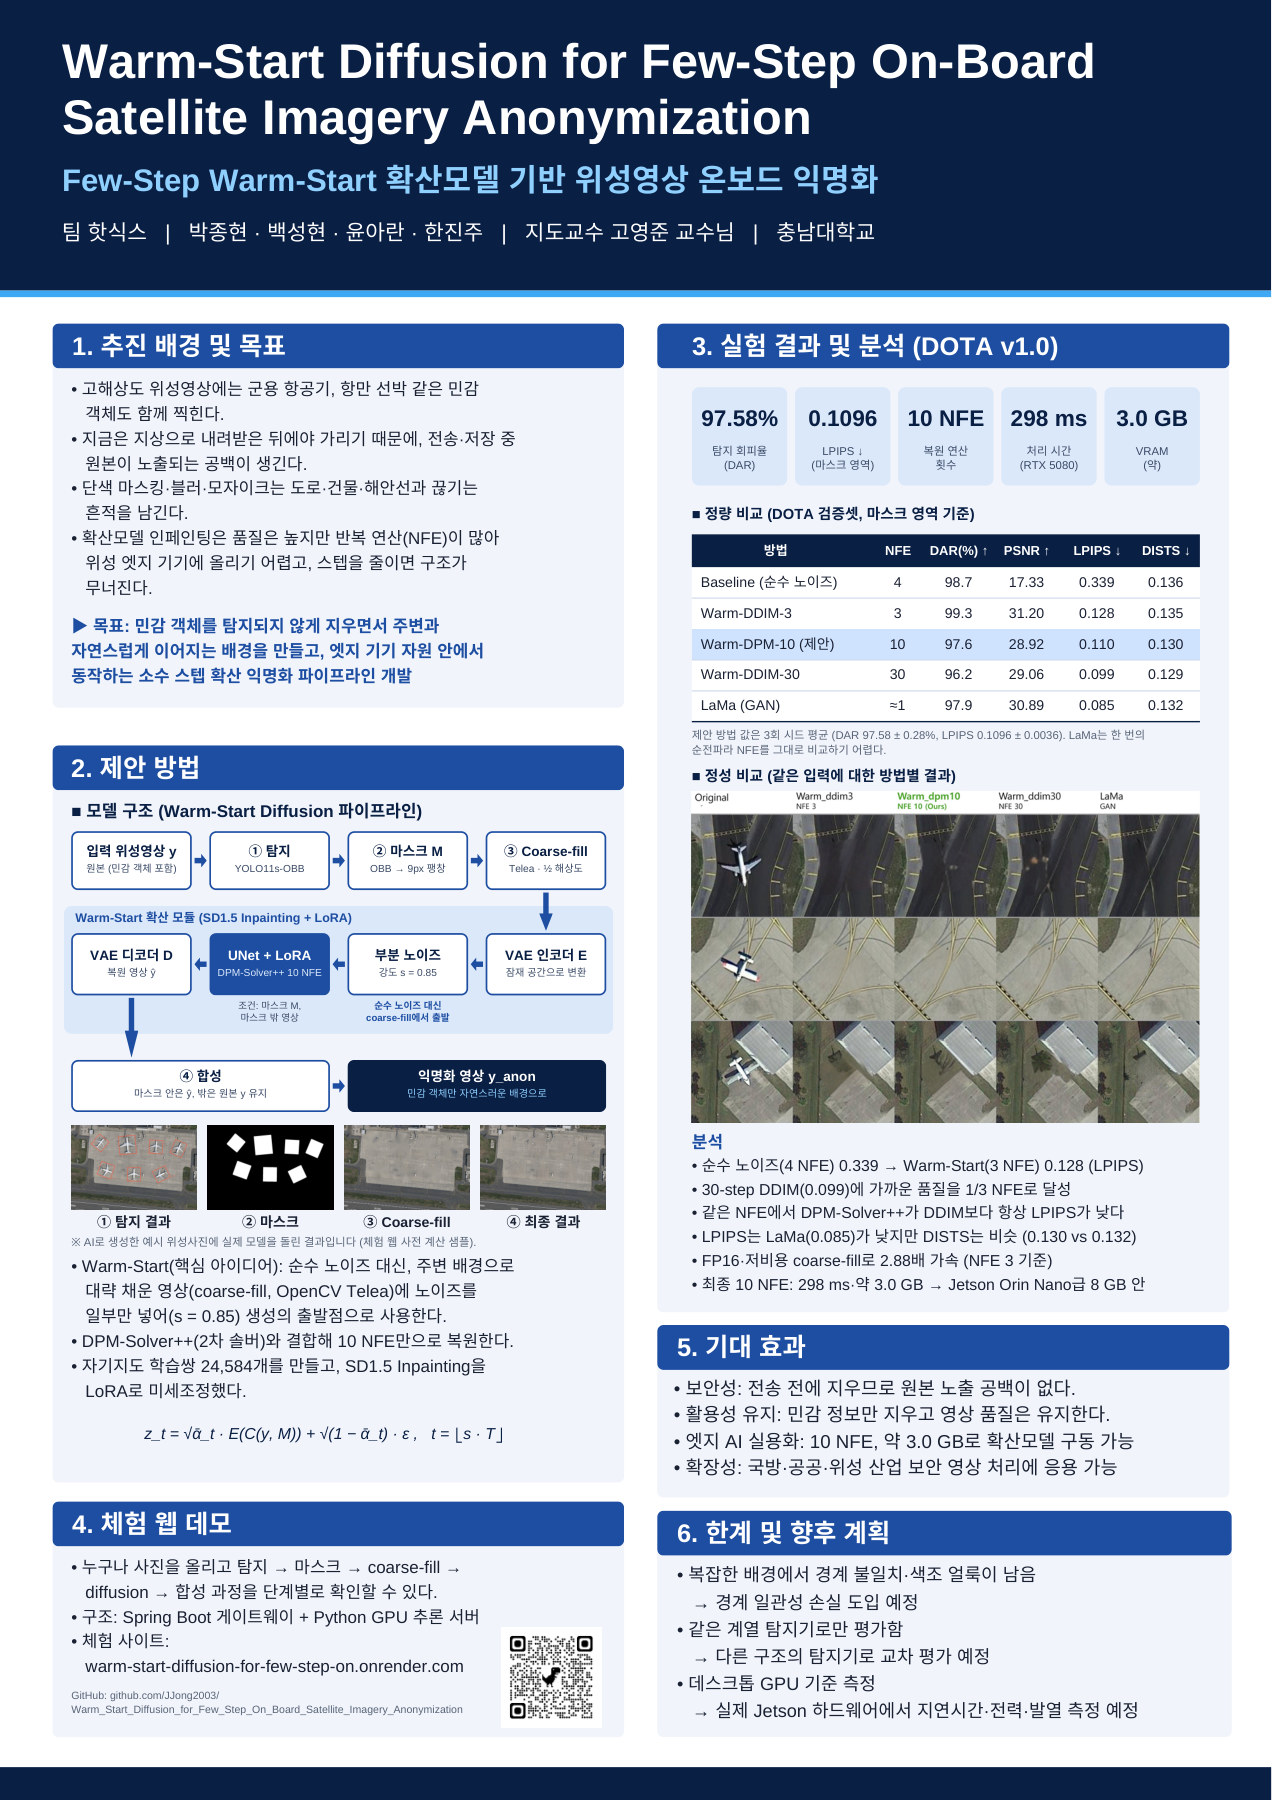 Warm-Start Diffusion for Few-Step On-Board
Satellite Imagery Anonymization
Few-Step Warm-Start 확산모델 기반 위성영상 온보드 익명화
팀 핫식스 | 박종현 · 백성현 · 윤아란 · 한진주 | 지도교수 고영준 교수님 | 충남대학교
1. 추진 배경 및 목표
• 고해상도 위성영상에는 군용 항공기, 항만 선박 같은 민감
객체도 함께 찍힌다.
• 지금은 지상으로 내려받은 뒤에야 가리기 때문에, 전송·저장 중
원본이 노출되는 공백이 생긴다.
• 단색 마스킹·블러·모자이크는 도로·건물·해안선과 끊기는
흔적을 남긴다.
• 확산모델 인페인팅은 품질은 높지만 반복 연산(NFE)이 많아
위성 엣지 기기에 올리기 어렵고, 스텝을 줄이면 구조가
무너진다.
▶ 목표: 민감 객체를 탐지되지 않게 지우면서 주변과
자연스럽게 이어지는 배경을 만들고, 엣지 기기 자원 안에서
동작하는 소수 스텝 확산 익명화 파이프라인 개발
2. 제안 방법
■ 모델 구조 (Warm-Start Diffusion 파이프라인)
입력 위성영상 y
원본 (민감 객체 포함)
① 탐지
YOLO11s-OBB
② 마스크 M
OBB → 9px 팽창
③ Coarse-fill
Telea · ½ 해상도
Warm-Start 확산 모듈 (SD1.5 Inpainting + LoRA)
VAE 디코더 D
복원 영상 ŷ
UNet + LoRA
DPM-Solver++ 10 NFE
부분 노이즈
강도 s = 0.85
VAE 인코더 E
잠재 공간으로 변환
조건: 마스크 M,
마스크 밖 영상
순수 노이즈 대신
coarse-fill에서 출발
④ 합성
마스크 안은 ŷ, 밖은 원본 y 유지
익명화 영상 y_anon
민감 객체만 자연스러운 배경으로
① 탐지 결과
② 마스크
③ Coarse-fill
④ 최종 결과
※ AI로 생성한 예시 위성사진에 실제 모델을 돌린 결과입니다 (체험 웹 사전 계산 샘플).
• Warm-Start(핵심 아이디어): 순수 노이즈 대신, 주변 배경으로
대략 채운 영상(coarse-fill, OpenCV Telea)에 노이즈를
일부만 넣어(s = 0.85) 생성의 출발점으로 사용한다.
• DPM-Solver++(2차 솔버)와 결합해 10 NFE만으로 복원한다.
• 자기지도 학습쌍 24,584개를 만들고, SD1.5 Inpainting을
LoRA로 미세조정했다.
z_t = √ᾱ_t · E(C(y, M)) + √(1 − ᾱ_t) · ε ,   t = ⌊s · T⌋
4. 체험 웹 데모
• 누구나 사진을 올리고 탐지 → 마스크 → coarse-fill →
diffusion → 합성 과정을 단계별로 확인할 수 있다.
• 구조: Spring Boot 게이트웨이 + Python GPU 추론 서버
• 체험 사이트:
warm-start-diffusion-for-few-step-on.onrender.com
GitHub: github.com/JJong2003/
Warm_Start_Diffusion_for_Few_Step_On_Board_Satellite_Imagery_Anonymization
3. 실험 결과 및 분석 (DOTA v1.0)
97.58%
탐지 회피율
(DAR)
0.1096
LPIPS ↓
(마스크 영역)
10 NFE
복원 연산
횟수
298 ms
처리 시간
(RTX 5080)
3.0 GB
VRAM
(약)
■ 정량 비교 (DOTA 검증셋, 마스크 영역 기준)
방법 NFE DAR(%) ↑ PSNR ↑ LPIPS ↓ DISTS ↓
Baseline (순수 노이즈) 4 98.7 17.33 0.339 0.136
Warm-DDIM-3 3 99.3 31.20 0.128 0.135
Warm-DPM-10 (제안) 10 97.6 28.92 0.110 0.130
Warm-DDIM-30 30 96.2 29.06 0.099 0.129
LaMa (GAN) ≈1 97.9 30.89 0.085 0.132
제안 방법 값은 3회 시드 평균 (DAR 97.58 ± 0.28%, LPIPS 0.1096 ± 0.0036). LaMa는 한 번의
순전파라 NFE를 그대로 비교하기 어렵다.
■ 정성 비교 (같은 입력에 대한 방법별 결과)
Original Warm_ddim3 Warm_dpm10 Warm_ddim30 LaMa
NFE 3 NFE 10 (Ours) NFE 30 GAN
분석
• 순수 노이즈(4 NFE) 0.339 → Warm-Start(3 NFE) 0.128 (LPIPS)
• 30-step DDIM(0.099)에 가까운 품질을 1/3 NFE로 달성
• 같은 NFE에서 DPM-Solver++가 DDIM보다 항상 LPIPS가 낮다
• LPIPS는 LaMa(0.085)가 낮지만 DISTS는 비슷 (0.130 vs 0.132)
• FP16·저비용 coarse-fill로 2.88배 가속 (NFE 3 기준)
• 최종 10 NFE: 298 ms·약 3.0 GB → Jetson Orin Nano급 8 GB 안
5. 기대 효과
• 보안성: 전송 전에 지우므로 원본 노출 공백이 없다.
• 활용성 유지: 민감 정보만 지우고 영상 품질은 유지한다.
• 엣지 AI 실용화: 10 NFE, 약 3.0 GB로 확산모델 구동 가능
• 확장성: 국방·공공·위성 산업 보안 영상 처리에 응용 가능
6. 한계 및 향후 계획
• 복잡한 배경에서 경계 불일치·색조 얼룩이 남음
→ 경계 일관성 손실 도입 예정
• 같은 계열 탐지기로만 평가함
→ 다른 구조의 탐지기로 교차 평가 예정
• 데스크톱 GPU 기준 측정
→ 실제 Jetson 하드웨어에서 지연시간·전력·발열 측정 예정